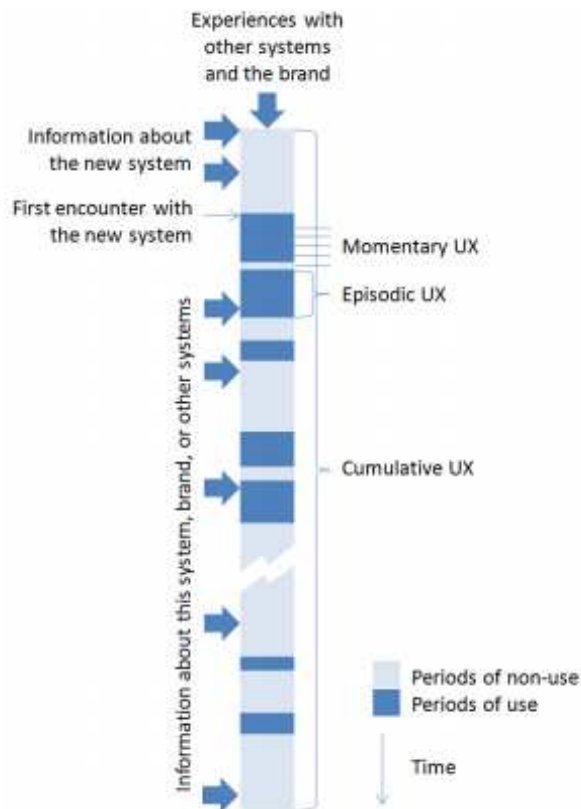 Experiences with
other systems
and the brand
Information about
the new system
First encounter with
the new system
Momentary UX
Episodic UX
Information about this system, brand, or other systems
Cumulative UX
Periods of non-use
Periods of use
Time